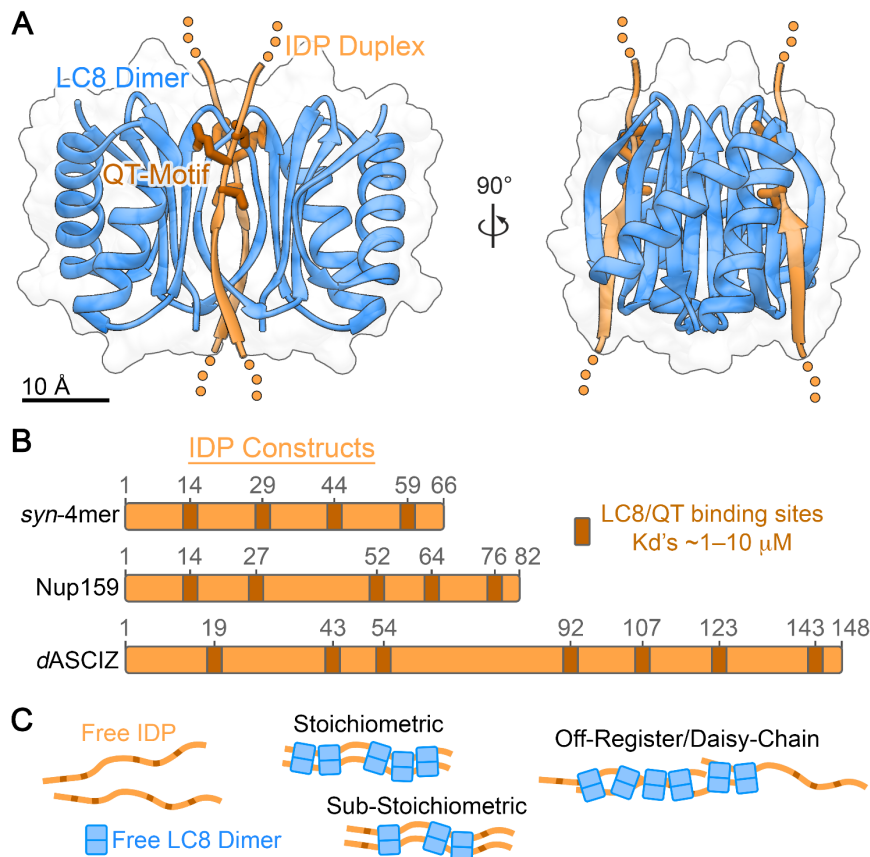 A
IDP Duplex
LC8 Dimer
QT-Motif
90°
10 Å
B
IDP Constructs
1 14 29 44 59 66
syn-4mer
LC8/QT binding sites
Kd's ~1–10 μM
1 14 27 52 64 76 82
Nup159
1 19 43 54 92 107 123 143 148
dASCIZ
C
Free IDP
Stoichiometric
Off-Register/Daisy-Chain
Sub-Stoichiometric
Free LC8 Dimer